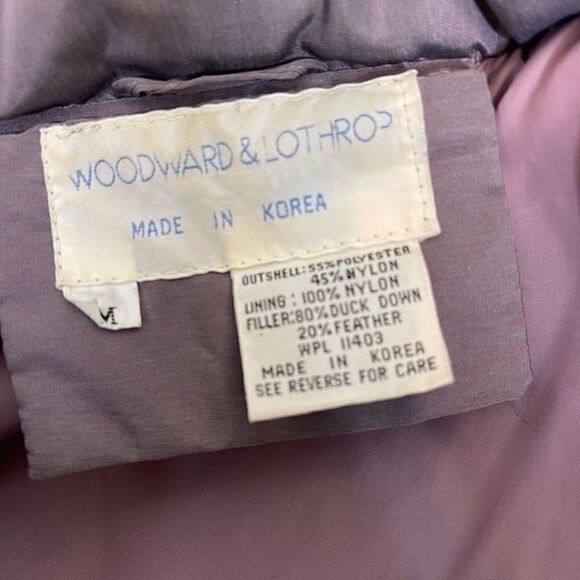 WOODWARD & LOTHROP
MADE IN KOREA
M
OUTSHELL: 55% POLYESTER
45% NYLON
LINING : 100% NYLON
FILLER: 80% DUCK DOWN
20% FEATHER
WPL 11403
MADE IN KOREA
SEE REVERSE FOR CARE